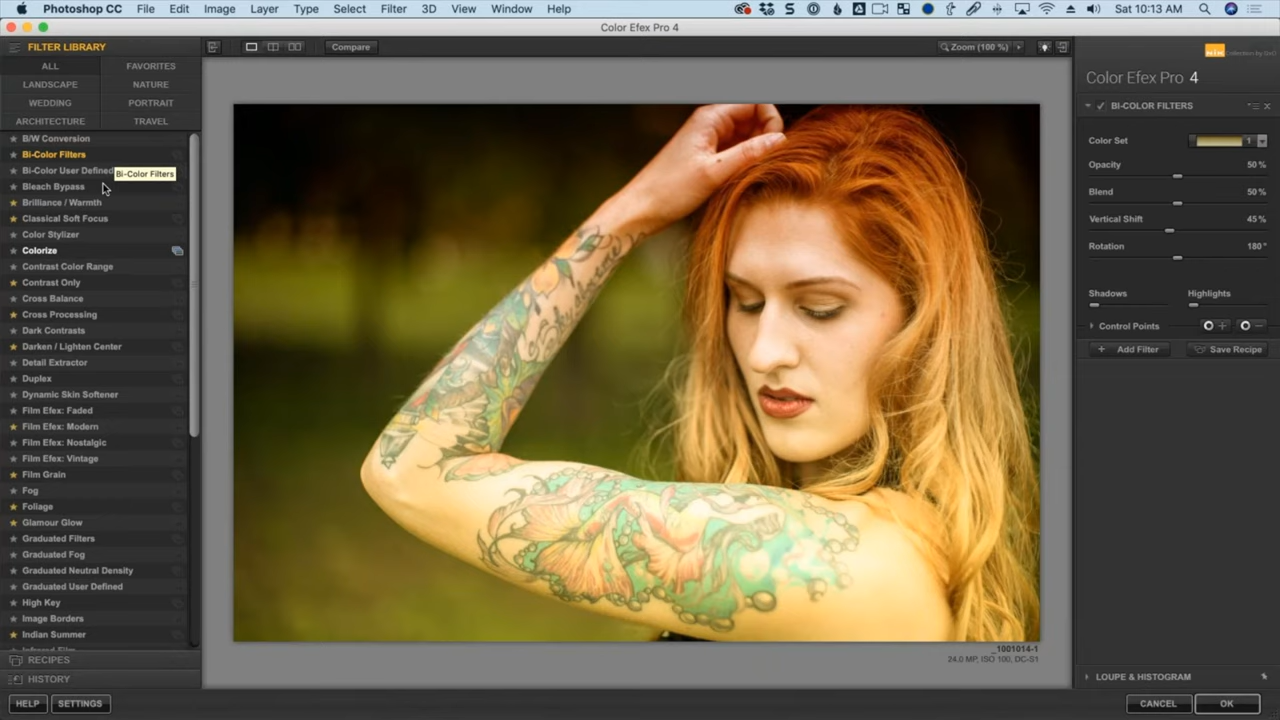 Photoshop CC File Edit Image Layer Type Select Filter 3D View Window Help Sat 10:13 AM
Color Efex Pro 4
FILTER LIBRARY
Compare
Zoom (100 %)
ALL FAVORITES
LANDSCAPE NATURE
WEDDING PORTRAIT
ARCHITECTURE TRAVEL
B/W Conversion
Bi-Color Filters
Bi-Color User Defined
Bi-Color Filters
Bleach Bypass
Brilliance / Warmth
Classical Soft Focus
Color Stylizer
Colorize
Contrast Color Range
Contrast Only
Cross Balance
Cross Processing
Dark Contrasts
Darken / Lighten Center
Detail Extractor
Duplex
Dynamic Skin Softener
Film Efex: Faded
Film Efex: Modern
Film Efex: Nostalgic
Film Efex: Vintage
Film Grain
Fog
Foliage
Glamour Glow
Graduated Filters
Graduated Fog
Graduated Neutral Density
Graduated User Defined
High Key
Image Borders
Indian Summer
Infrared Film
RECIPES
HISTORY
HELP SETTINGS
_1001014-1
24.0 MP, ISO 100, DC-S1
nik Collection by DxO
Color Efex Pro 4
BI-COLOR FILTERS
Color Set 1
Opacity 50 %
Blend 50 %
Vertical Shift 45 %
Rotation 180 °
Shadows Highlights
Control Points
Add Filter Save Recipe
LOUPE & HISTOGRAM
CANCEL OK